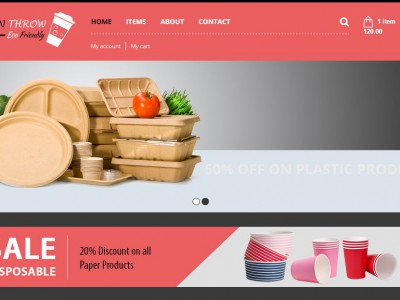 N THROW
Eco Friendly
HOME ITEMS ABOUT CONTACT
1 item
120.00
My account | My cart
50% OFF ON PLASTIC PRODU
SALE
20% Discount on all
SPOSABLE
Paper Products